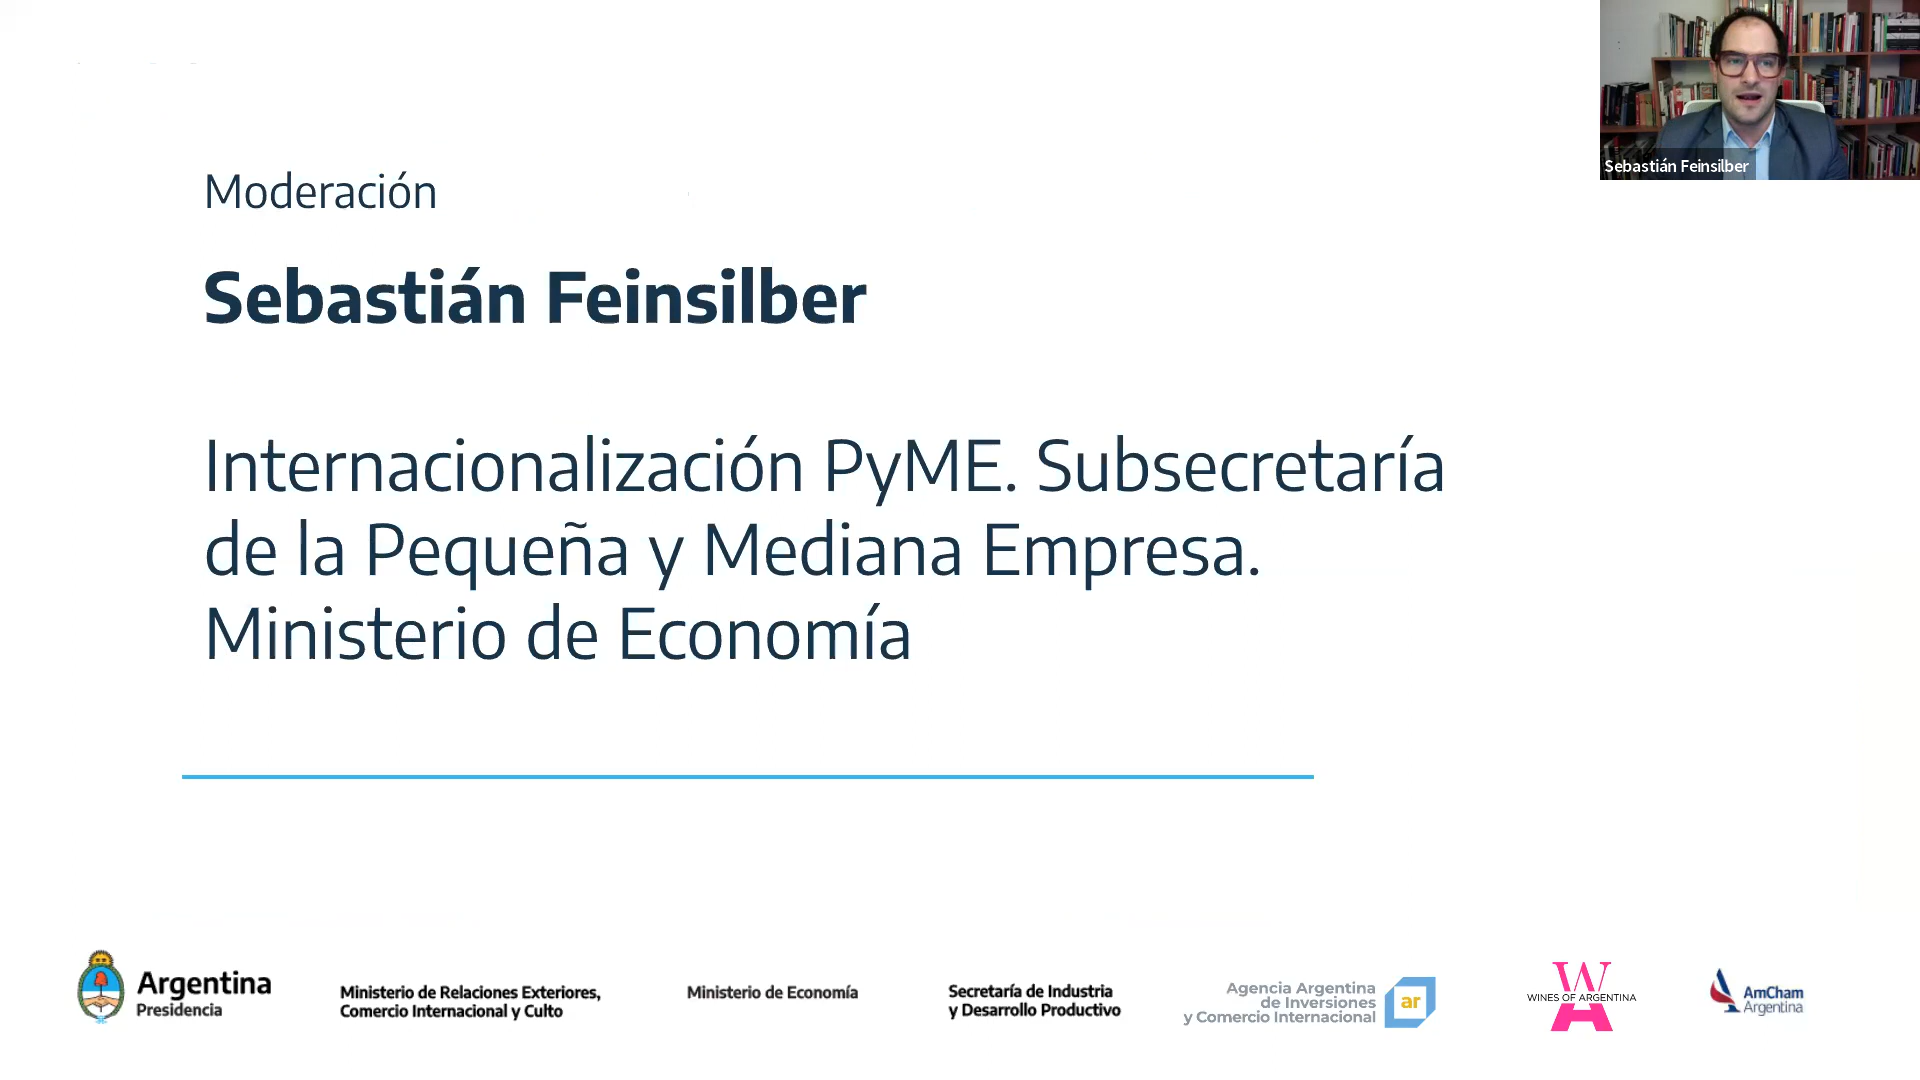 Sebastián Feinsilber
Moderación
Sebastián Feinsilber
Internacionalización PyME. Subsecretaría
de la Pequeña y Mediana Empresa.
Ministerio de Economía
Argentina
Presidencia
Ministerio de Relaciones Exteriores,
Comercio Internacional y Culto
Ministerio de Economía
Secretaría de Industria
y Desarrollo Productivo
Agencia Argentina
de Inversiones
y Comercio Internacional
ar
W
WINES OF ARGENTINA
A
AmCham
Argentina